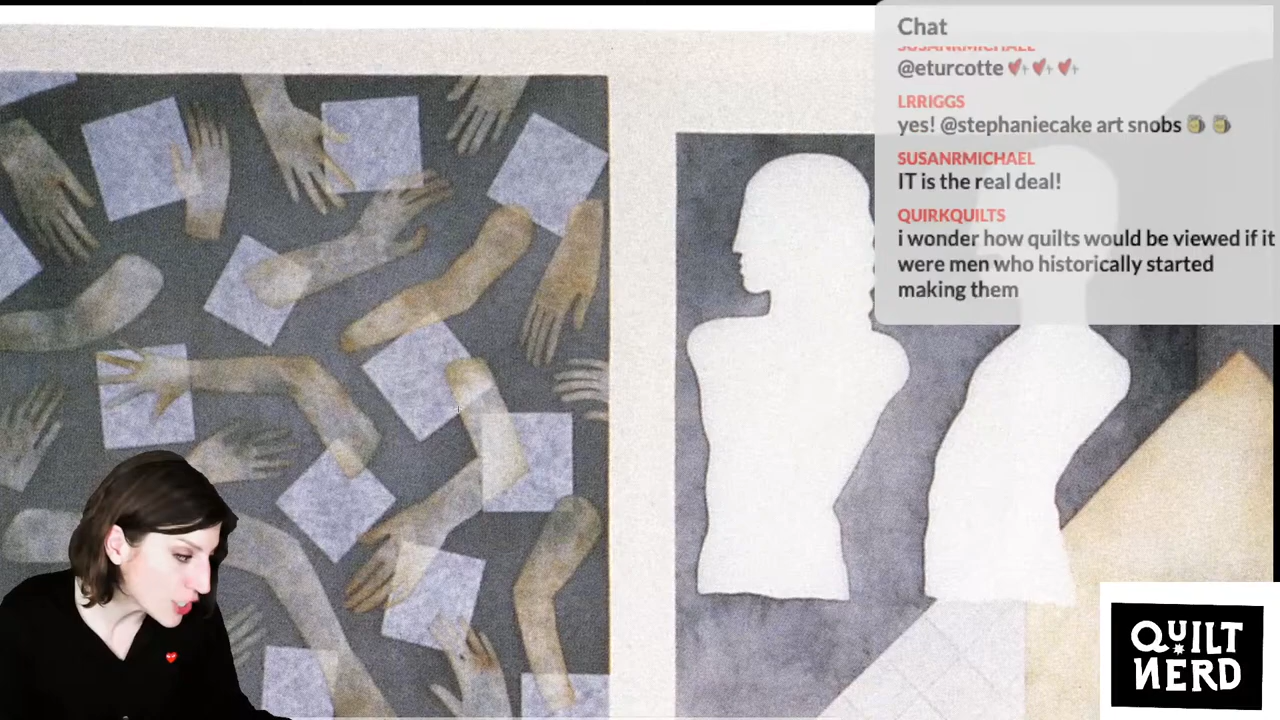 Chat
SUSANRMICHAEL
@eturcotte
LRRIGGS
yes! @stephaniecake art snobs
SUSANRMICHAEL
IT is the real deal!
QUIRKQUILTS
i wonder how quilts would be viewed if it
were men who historically started
making them
QUILT
NERD